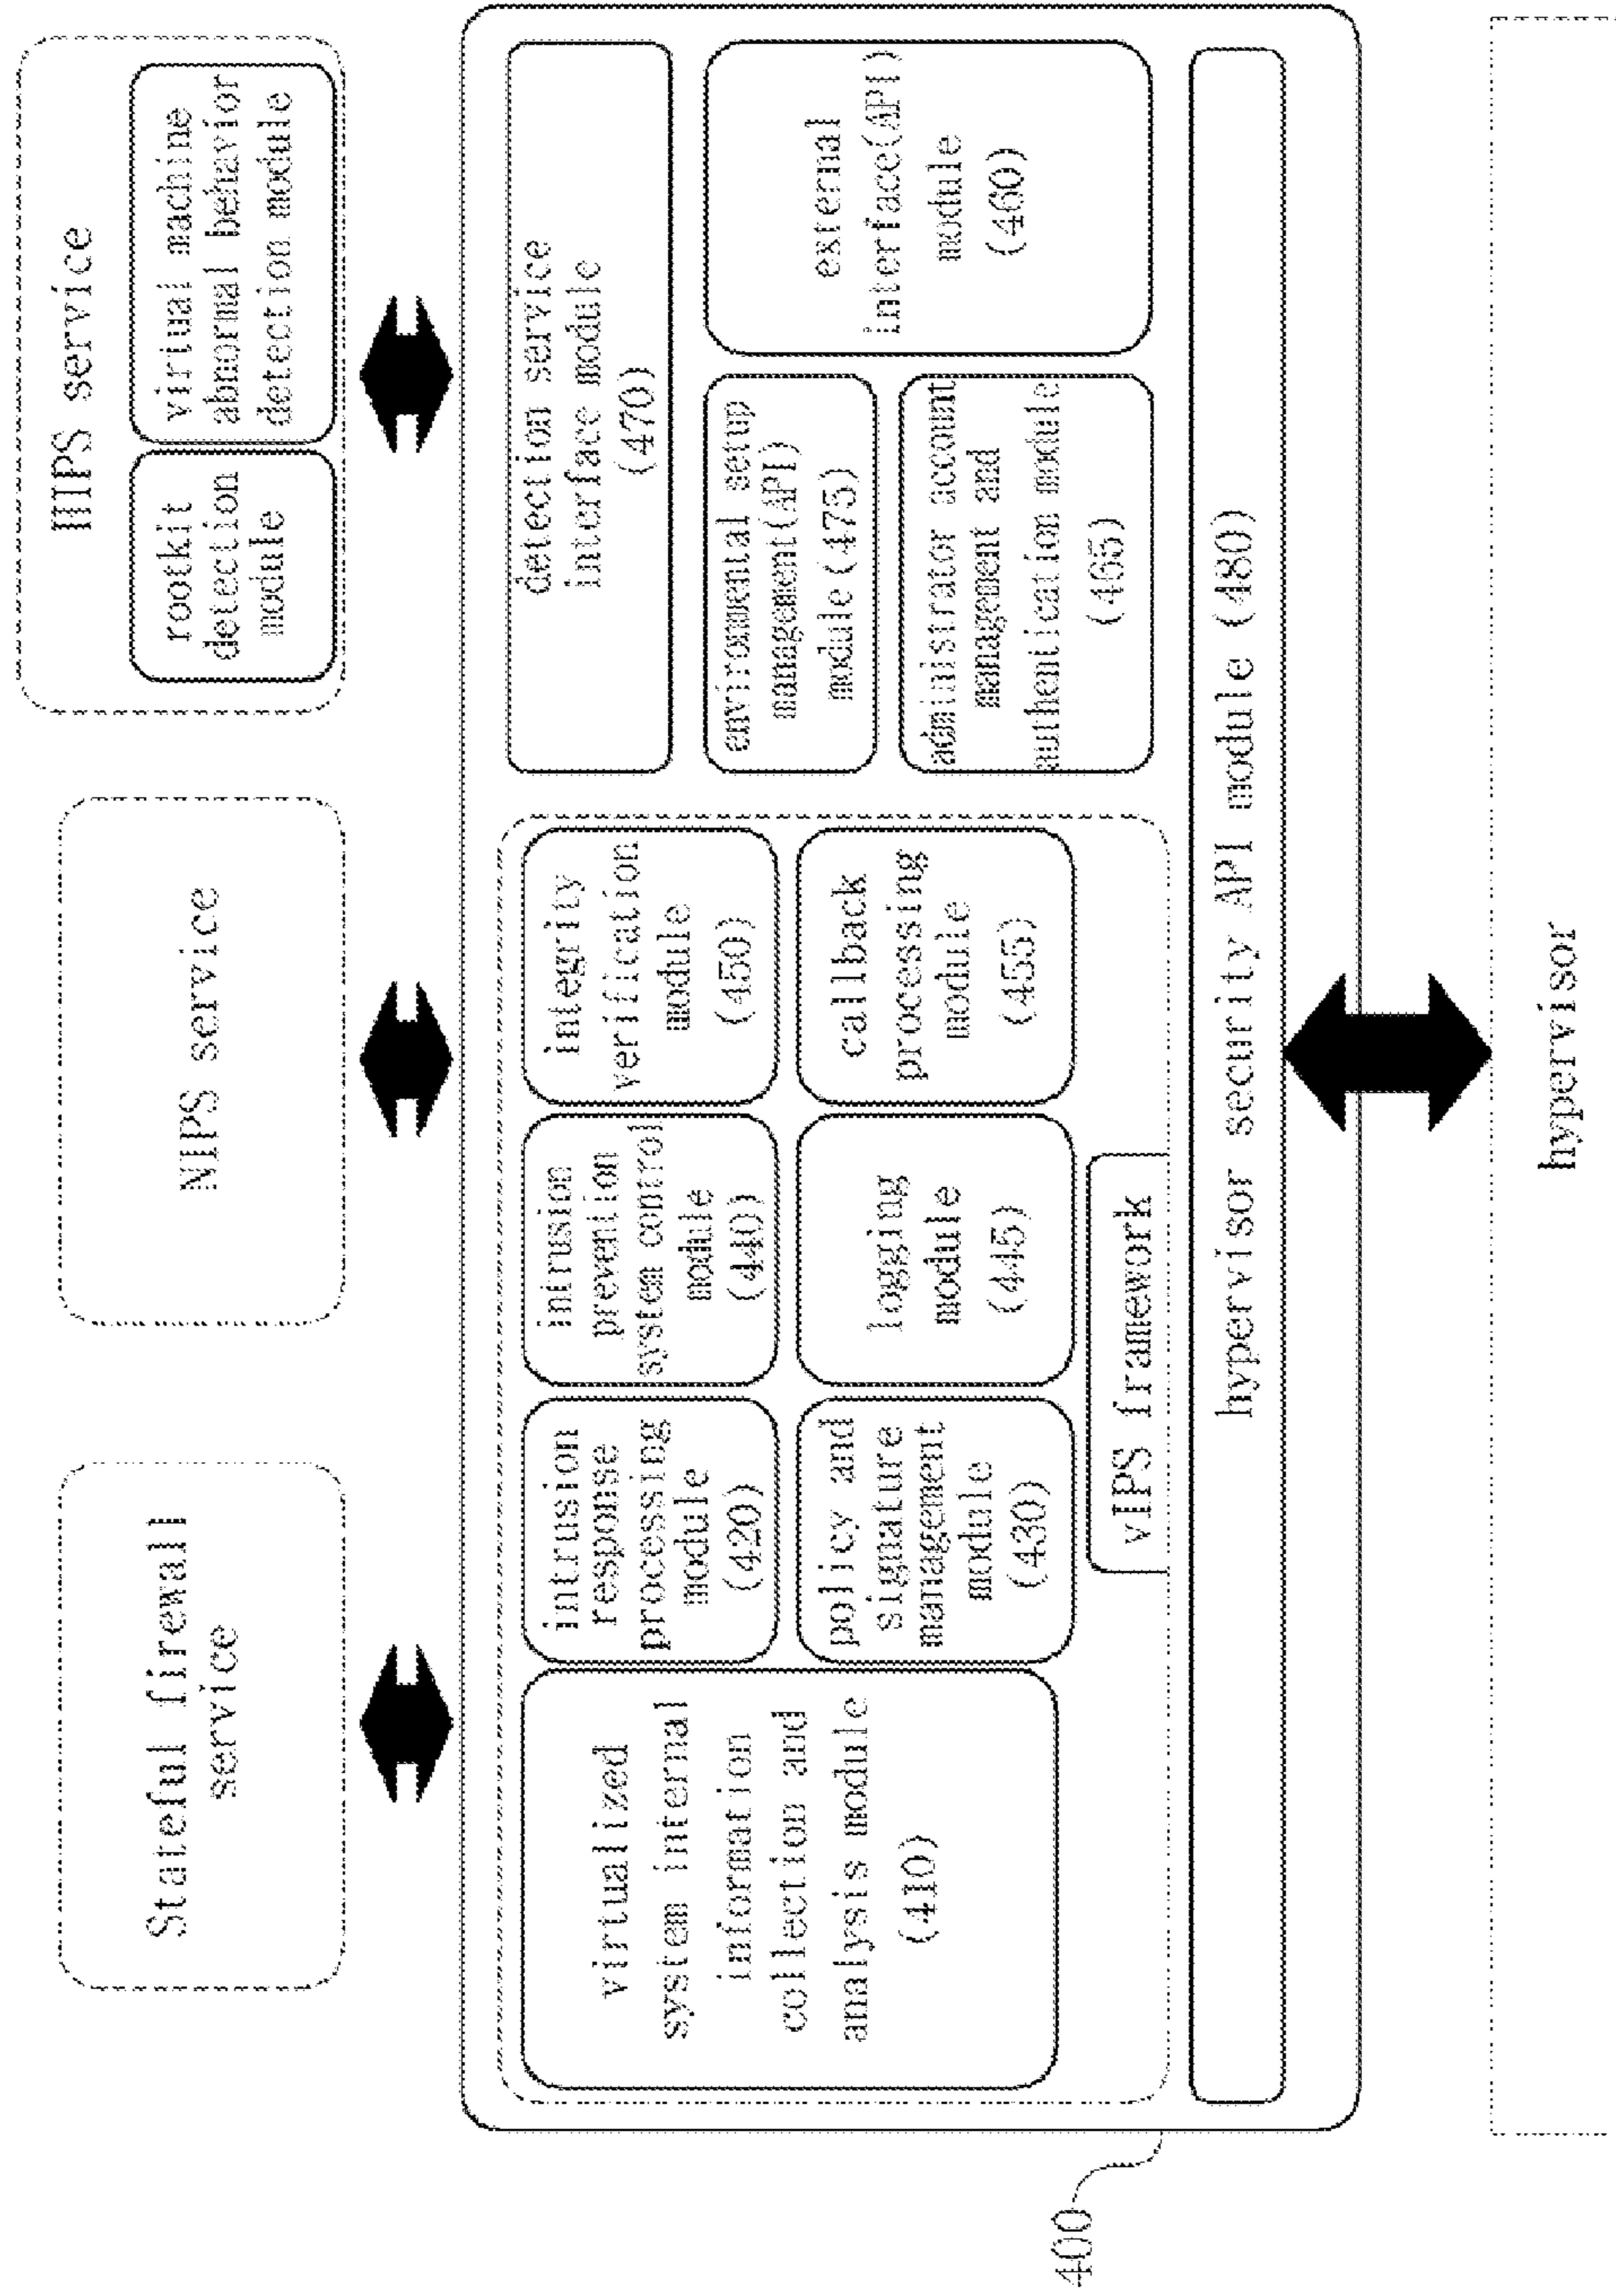 Stateful firewall
service
NIPS service
HIPS service
rootkit
detection
module
virtual machine
abnormal behavior
detection module
virtualized
system internal
information
collection and
analysis module
(410)
intrusion
response
processing
module
(420)
intrusion
prevention
system control
module
(440)
integrity
verification
module
(450)
policy and
signature
management
module
(430)
logging
module
(445)
callback
processing
module
(455)
vIPS framework
detection service
interface module
(470)
environmental setup
management(API)
module(475)
administrator account
management and
authentication module
(465)
external
interface(API)
module
(460)
hypervisor security API module (480)
400
hypervisor